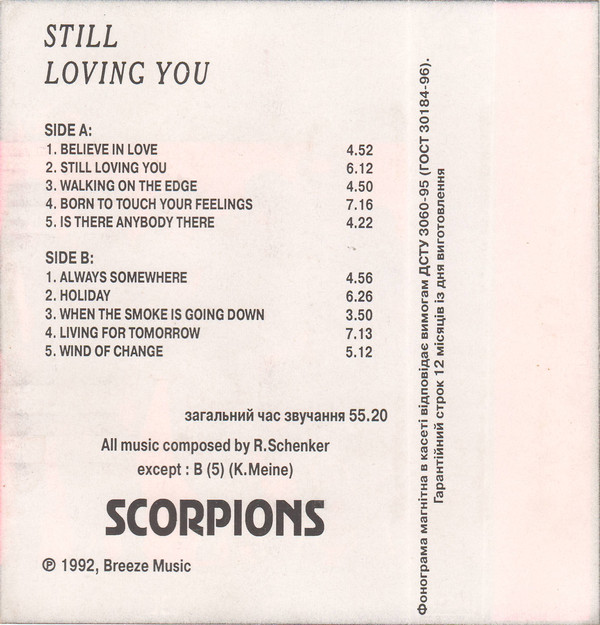 STILL
LOVING YOU
SIDE A:
1. BELIEVE IN LOVE 4.52
2. STILL LOVING YOU 6.12
3. WALKING ON THE EDGE 4.50
4. BORN TO TOUCH YOUR FEELINGS 7.16
5. IS THERE ANYBODY THERE 4.22
SIDE B:
1. ALWAYS SOMEWHERE 4.56
2. HOLIDAY 6.26
3. WHEN THE SMOKE IS GOING DOWN 3.50
4. LIVING FOR TOMORROW 7.13
5. WIND OF CHANGE 5.12
загальний час звучання 55.20
All music composed by R.Schenker
except : B (5) (K.Meine)
SCORPIONS
℗ 1992, Breeze Music
Фонограма магнітна в касеті відповідає вимогам ДСТУ 3060-95 (ГОСТ 30184-96).
Гарантійний строк 12 місяців із дня виготовлення